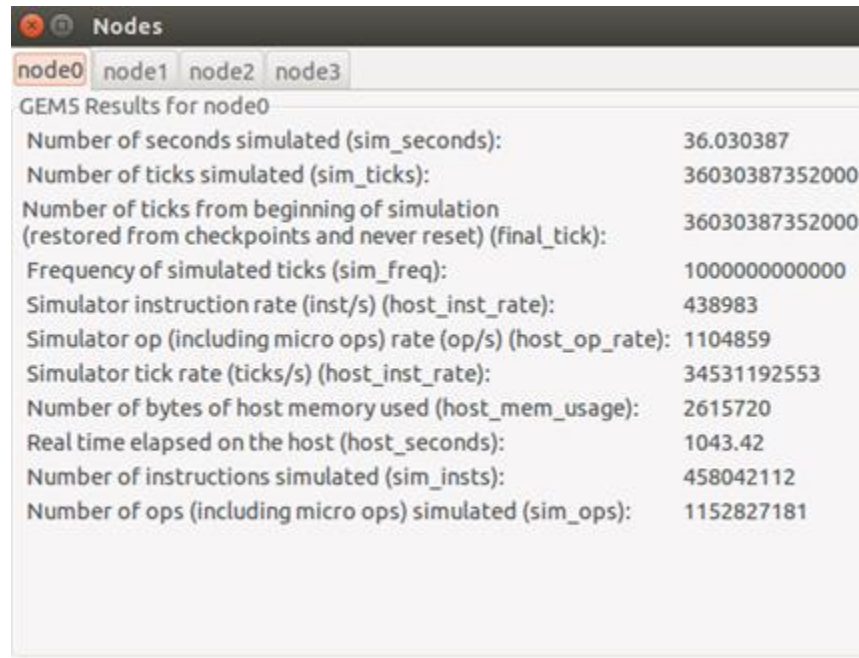 Nodes
node0 node1 node2 node3
GEM5 Results for node0
Number of seconds simulated (sim_seconds): 36.030387
Number of ticks simulated (sim_ticks): 36030387352000
Number of ticks from beginning of simulation
(restored from checkpoints and never reset) (final_tick): 36030387352000
Frequency of simulated ticks (sim_freq): 1000000000000
Simulator instruction rate (inst/s) (host_inst_rate): 438983
Simulator op (including micro ops) rate (op/s) (host_op_rate): 1104859
Simulator tick rate (ticks/s) (host_inst_rate): 34531192553
Number of bytes of host memory used (host_mem_usage): 2615720
Real time elapsed on the host (host_seconds): 1043.42
Number of instructions simulated (sim_insts): 458042112
Number of ops (including micro ops) simulated (sim_ops): 1152827181